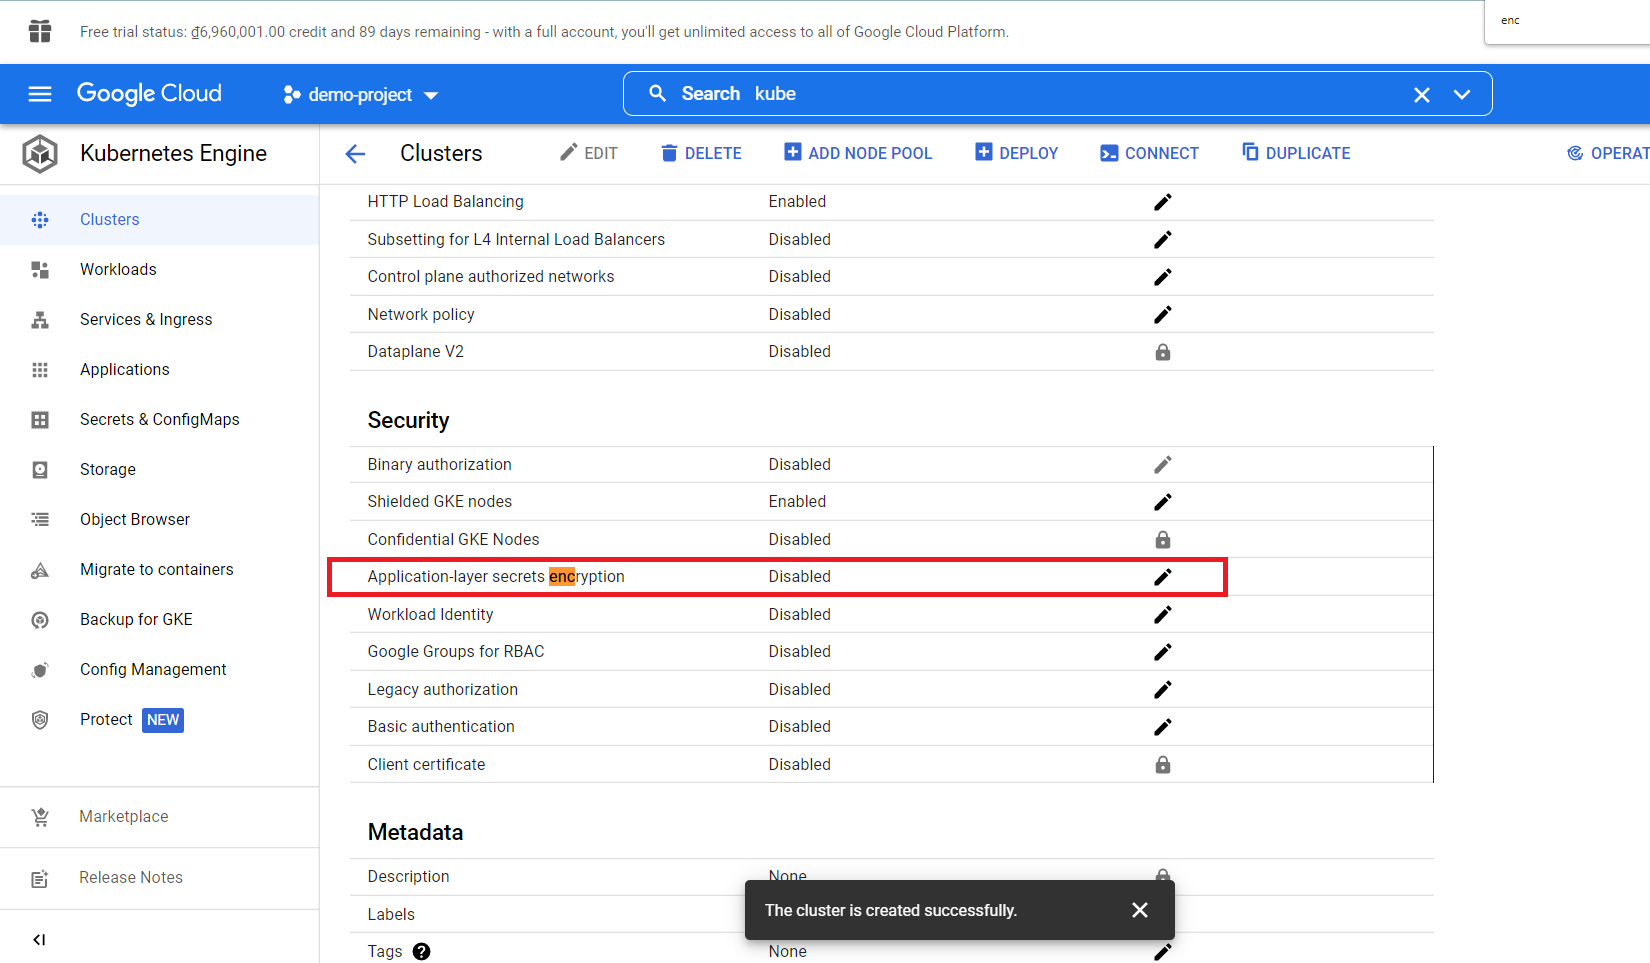 enc
Free trial status: ₫6,960,001.00 credit and 89 days remaining - with a full account, you'll get unlimited access to all of Google Cloud Platform.
Google Cloud
demo-project
Search kube
Kubernetes Engine
Clusters
EDIT
DELETE
ADD NODE POOL
DEPLOY
CONNECT
DUPLICATE
OPERAT
Clusters
Workloads
Services & Ingress
Applications
Secrets & ConfigMaps
Storage
Object Browser
Migrate to containers
Backup for GKE
Config Management
Protect NEW
Marketplace
Release Notes
HTTP Load Balancing Enabled
Subsetting for L4 Internal Load Balancers Disabled
Control plane authorized networks Disabled
Network policy Disabled
Dataplane V2 Disabled
Security
Binary authorization Disabled
Shielded GKE nodes Enabled
Confidential GKE Nodes Disabled
Application-layer secrets encryption Disabled
Workload Identity Disabled
Google Groups for RBAC Disabled
Legacy authorization Disabled
Basic authentication Disabled
Client certificate Disabled
Metadata
Description None
Labels
Tags ? None
The cluster is created successfully.